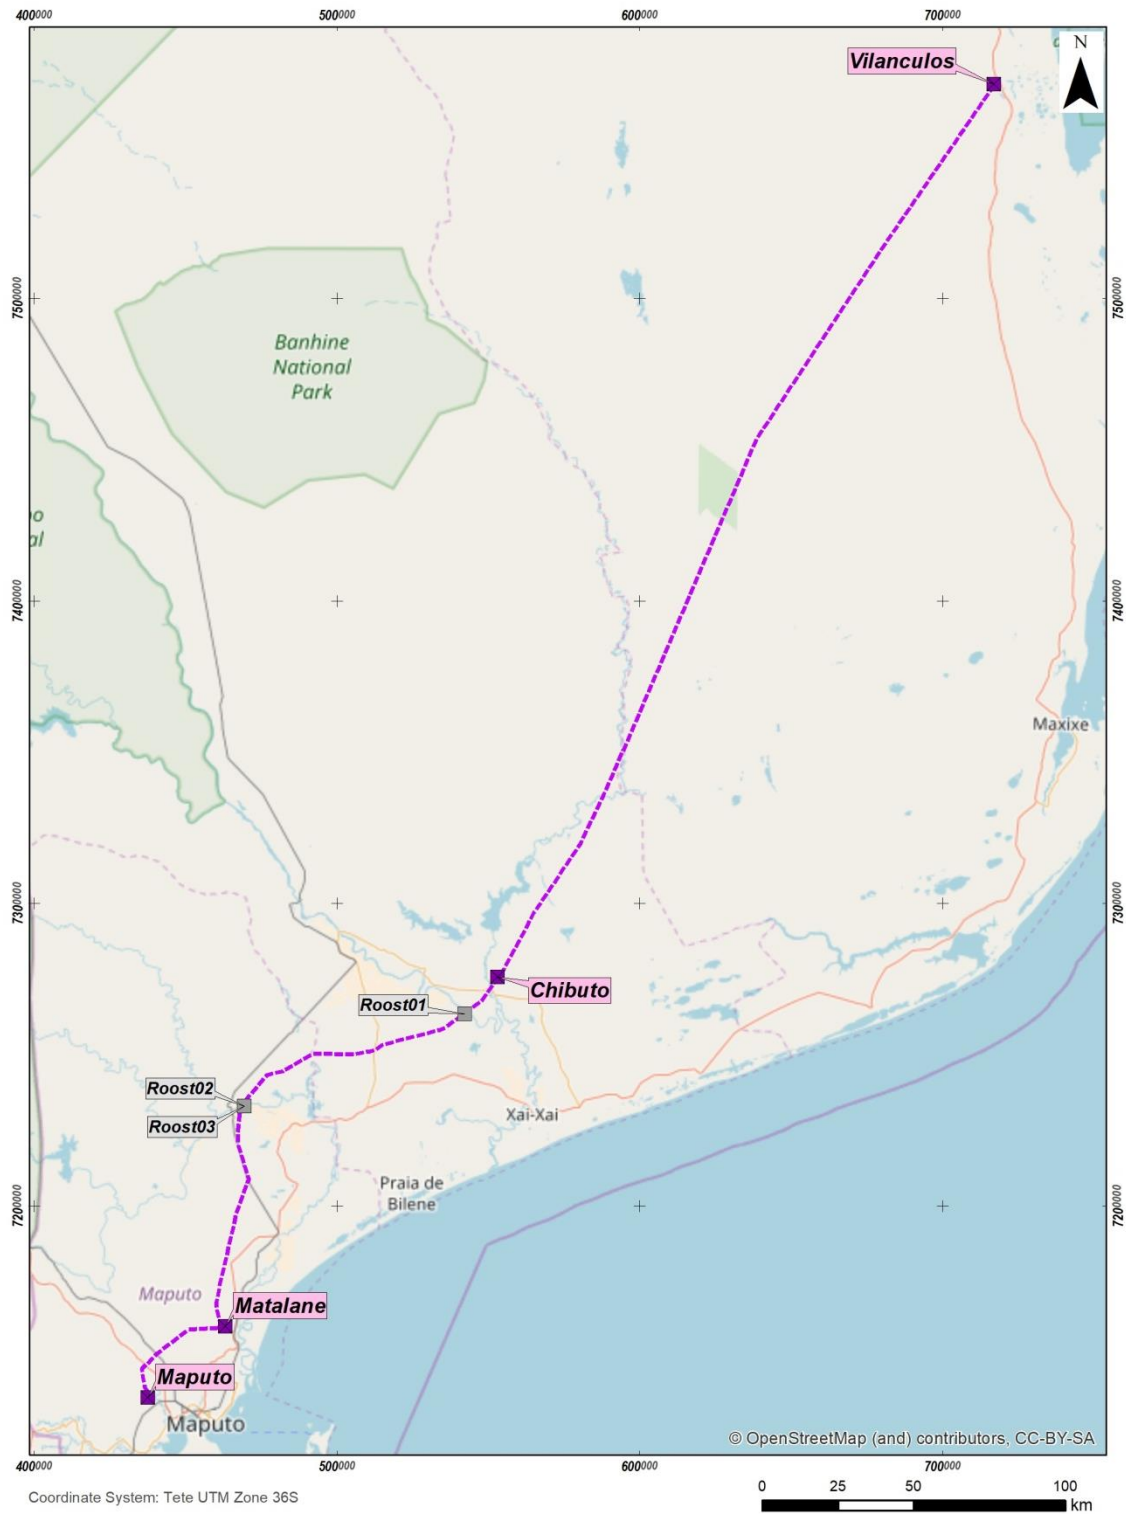 400000 500000 600000 700000
N
Vilanculos
7500000 7500000
Banhine
National
Park
7400000 7400000
Maxixe
7300000 7300000
Chibuto
Roost01
Roost02
Roost03
Xai-Xai
Praia de
Bilene
7200000 7200000
Maputo
Matalane
Maputo
Maputo
© OpenStreetMap (and) contributors, CC-BY-SA
400000 500000 600000 700000
Coordinate System: Tete UTM Zone 36S
0 25 50 100
km